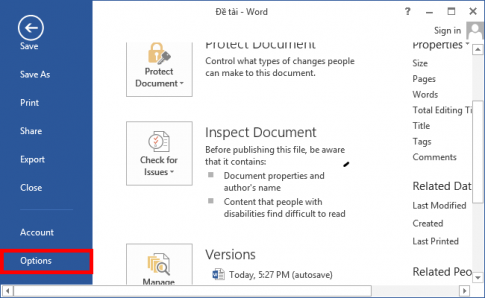 Đề tài - Word
?
Sign in
Save
Save As
Print
Share
Export
Close
Account
Options
Protect Document
Protect
Document
Control what types of changes people
can make to this document.
Check for
Issues
Inspect Document
Before publishing this file, be aware
that it contains:
Document properties and
author's name
Content that people with
disabilities find difficult to read
Manage
Versions
Today, 5:27 PM (autosave)
Properties
Size
Pages
Words
Total Editing Ti
Title
Tags
Comments
Related Dat
Last Modified
Created
Last Printed
Related Peo